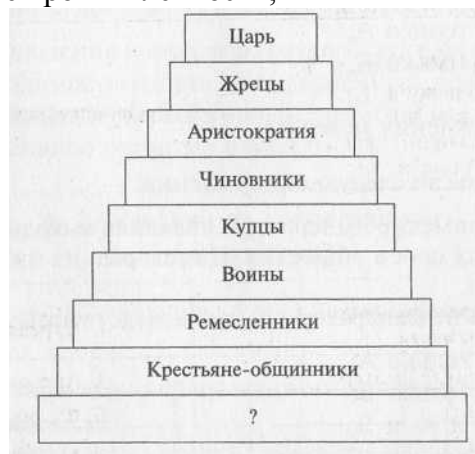 Царь
Жрецы
Аристократия
Чиновники
Купцы
Воины
Ремесленники
Крестьяне-общинники
?